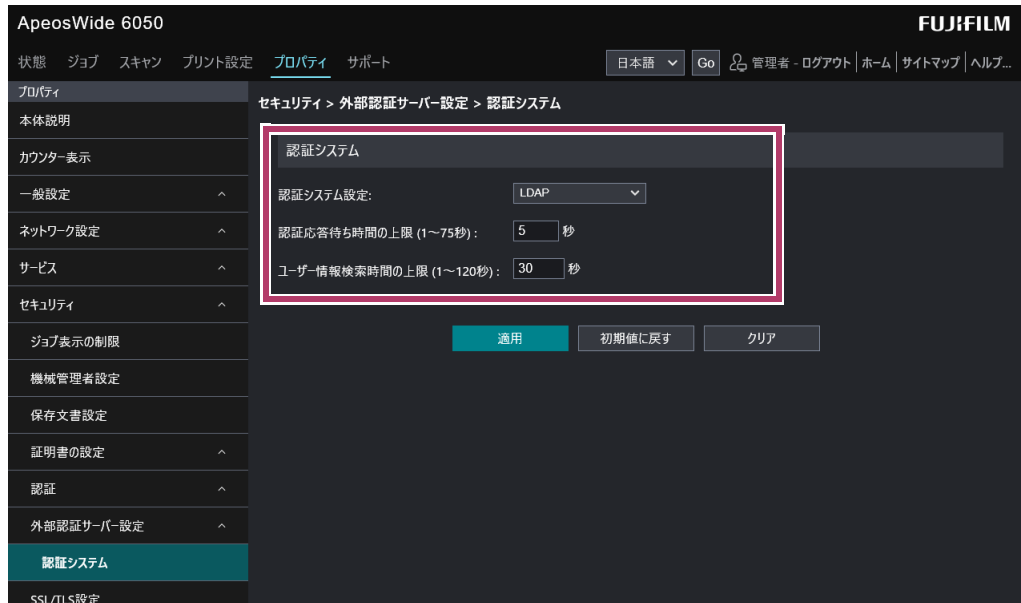 ApeosWide 6050
FUJIFILM
状態 ジョブ スキャン プリント設定 プロパティ サポート
日本語 Go 管理者 - ログアウト ホーム サイトマップ ヘルプ...
プロパティ
本体説明
カウンター表示
一般設定
ネットワーク設定
サービス
セキュリティ
ジョブ表示の制限
機械管理者設定
保存文書設定
証明書の設定
認証
外部認証サーバー設定
認証システム
SSL/TLS設定
セキュリティ > 外部認証サーバー設定 > 認証システム
認証システム
認証システム設定: LDAP
認証応答待ち時間の上限 (1～75秒) : 5 秒
ユーザー情報検索時間の上限 (1～120秒) : 30 秒
適用 初期値に戻す クリア